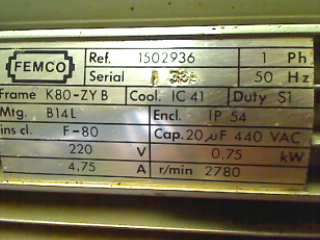 FEMCO Ref. 1502936 1 Ph
Serial 50 Hz
Frame K80-ZY B Cool. IC 41 Duty S1
Mtg. B14L Encl. IP 54
ins cl. F-80 Cap. 20 µF 440 VAC
220 V 0.75 kW
4.75 A r/min 2780